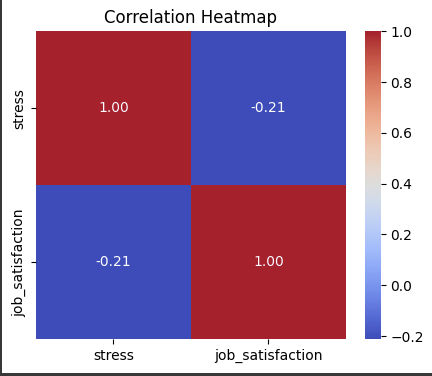 Correlation Heatmap
stress
1.00
-0.21
job_satisfaction
-0.21
1.00
stress
job_satisfaction
1.0
0.8
0.6
0.4
0.2
0.0
−0.2